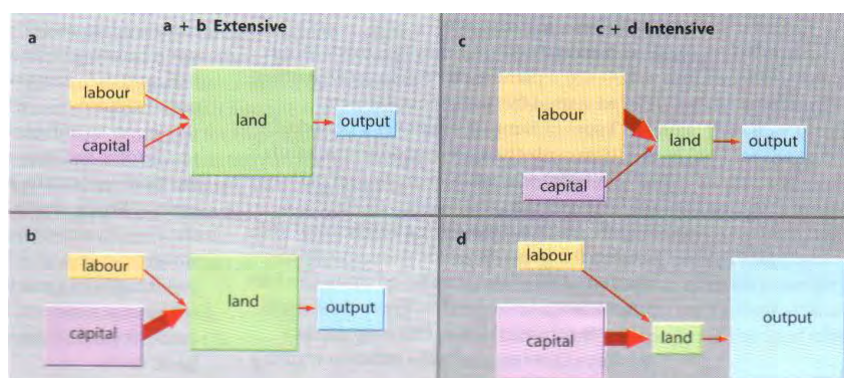 a + b Extensive
a
labour
capital
land
output
c + d Intensive
c
labour
capital
land
output
b
labour
capital
land
output
d
labour
capital
land
output